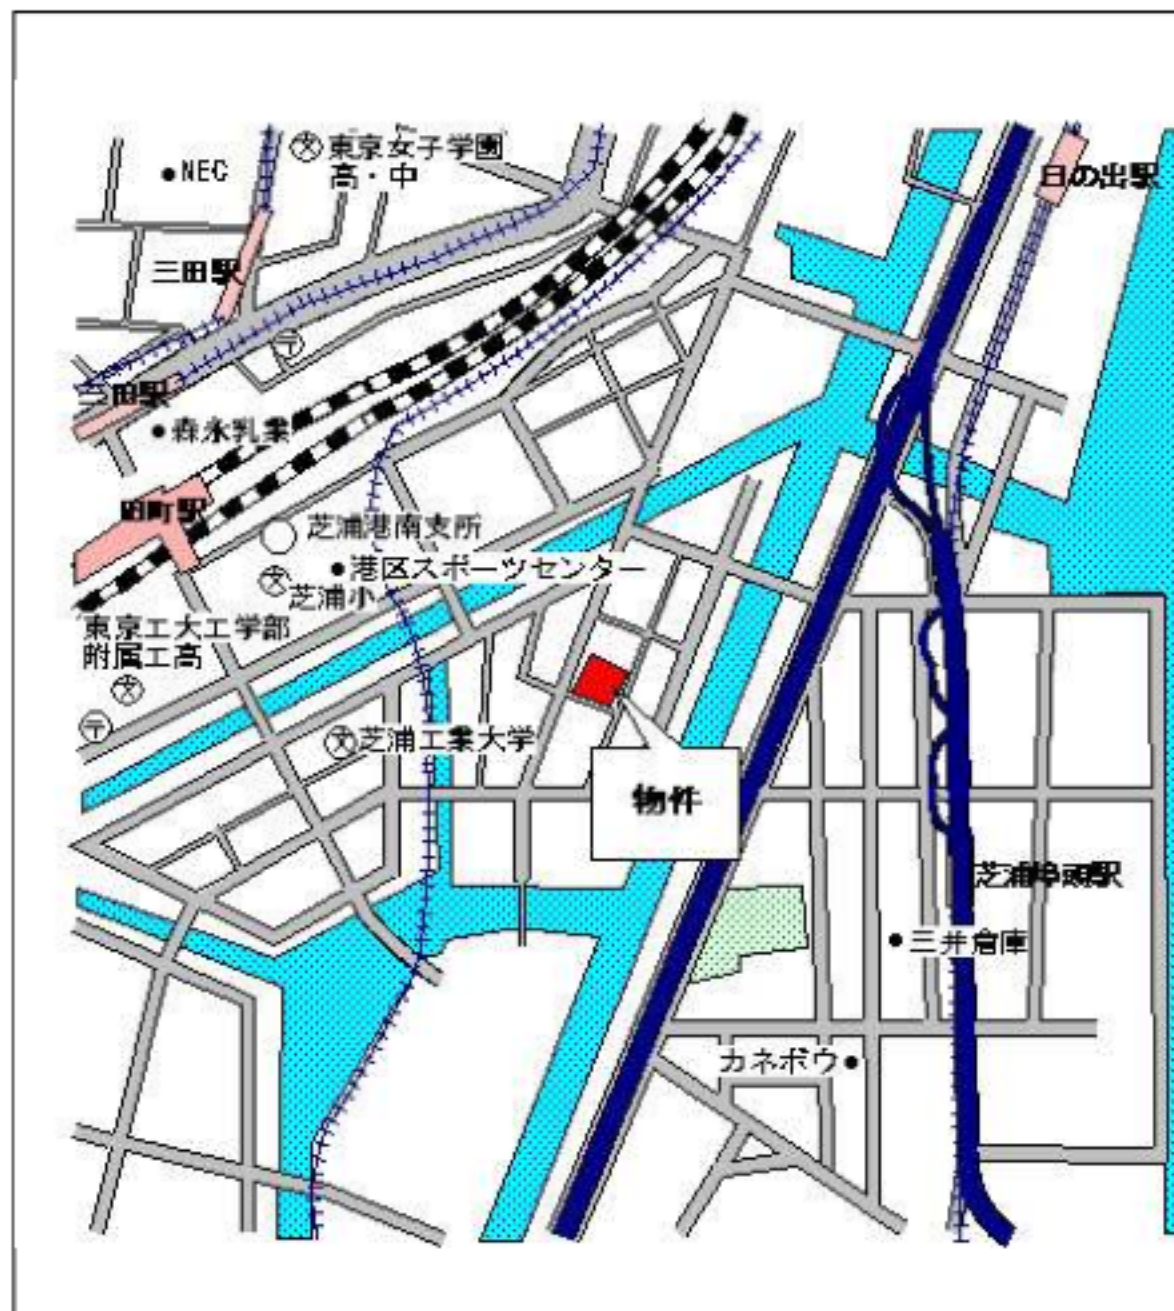 東京女子学園
高・中
NEC
日の出駅
三田駅
三田駅
森永乳業
田町駅
芝浦港南支所
港区スポーツセンター
芝浦小
東京工大工学部
附属工高
芝浦工業大学
物件
芝浦埠頭駅
三井倉庫
カネボウ